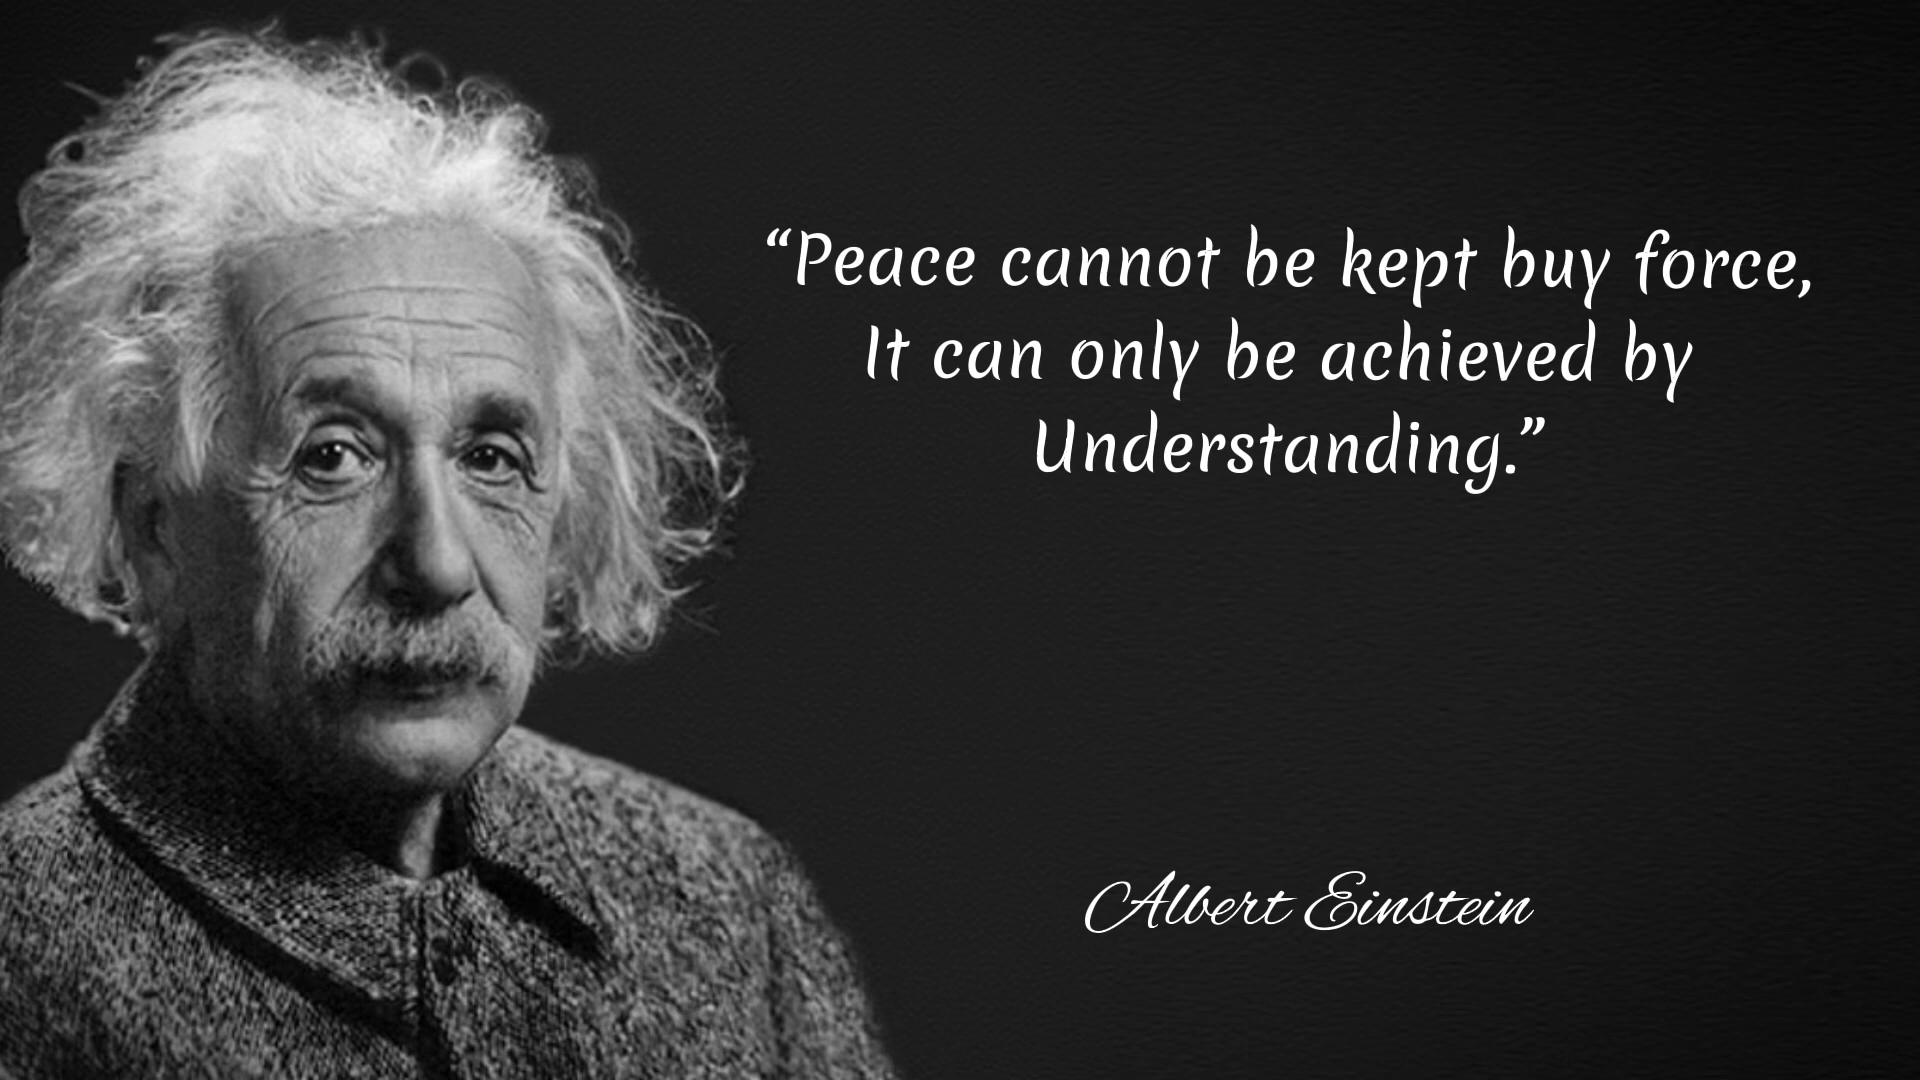 “Peace cannot be kept buy force,
It can only be achieved by
Understanding.”
Albert Einstein